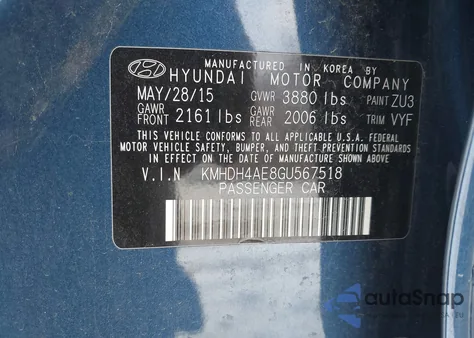 MANUFACTURED IN KOREA BY
HYUNDAI MOTOR COMPANY
MAY/28/15 GVWR 3880 lbs PAINT ZU3
GAWR FRONT 2161 lbs GAWR REAR 2006 lbs TRIM VYF
THIS VEHICLE CONFORMS TO ALL APPLICABLE U.S.A. FEDERAL
MOTOR VEHICLE SAFETY, BUMPER, AND THEFT PREVENTION
STANDARDS IN EFFECT ON THE DATE OF MANUFACTURE SHOWN ABOVE.
V.I.N KMHDH4AE8GU567518
PASSENGER CAR
autoSnap